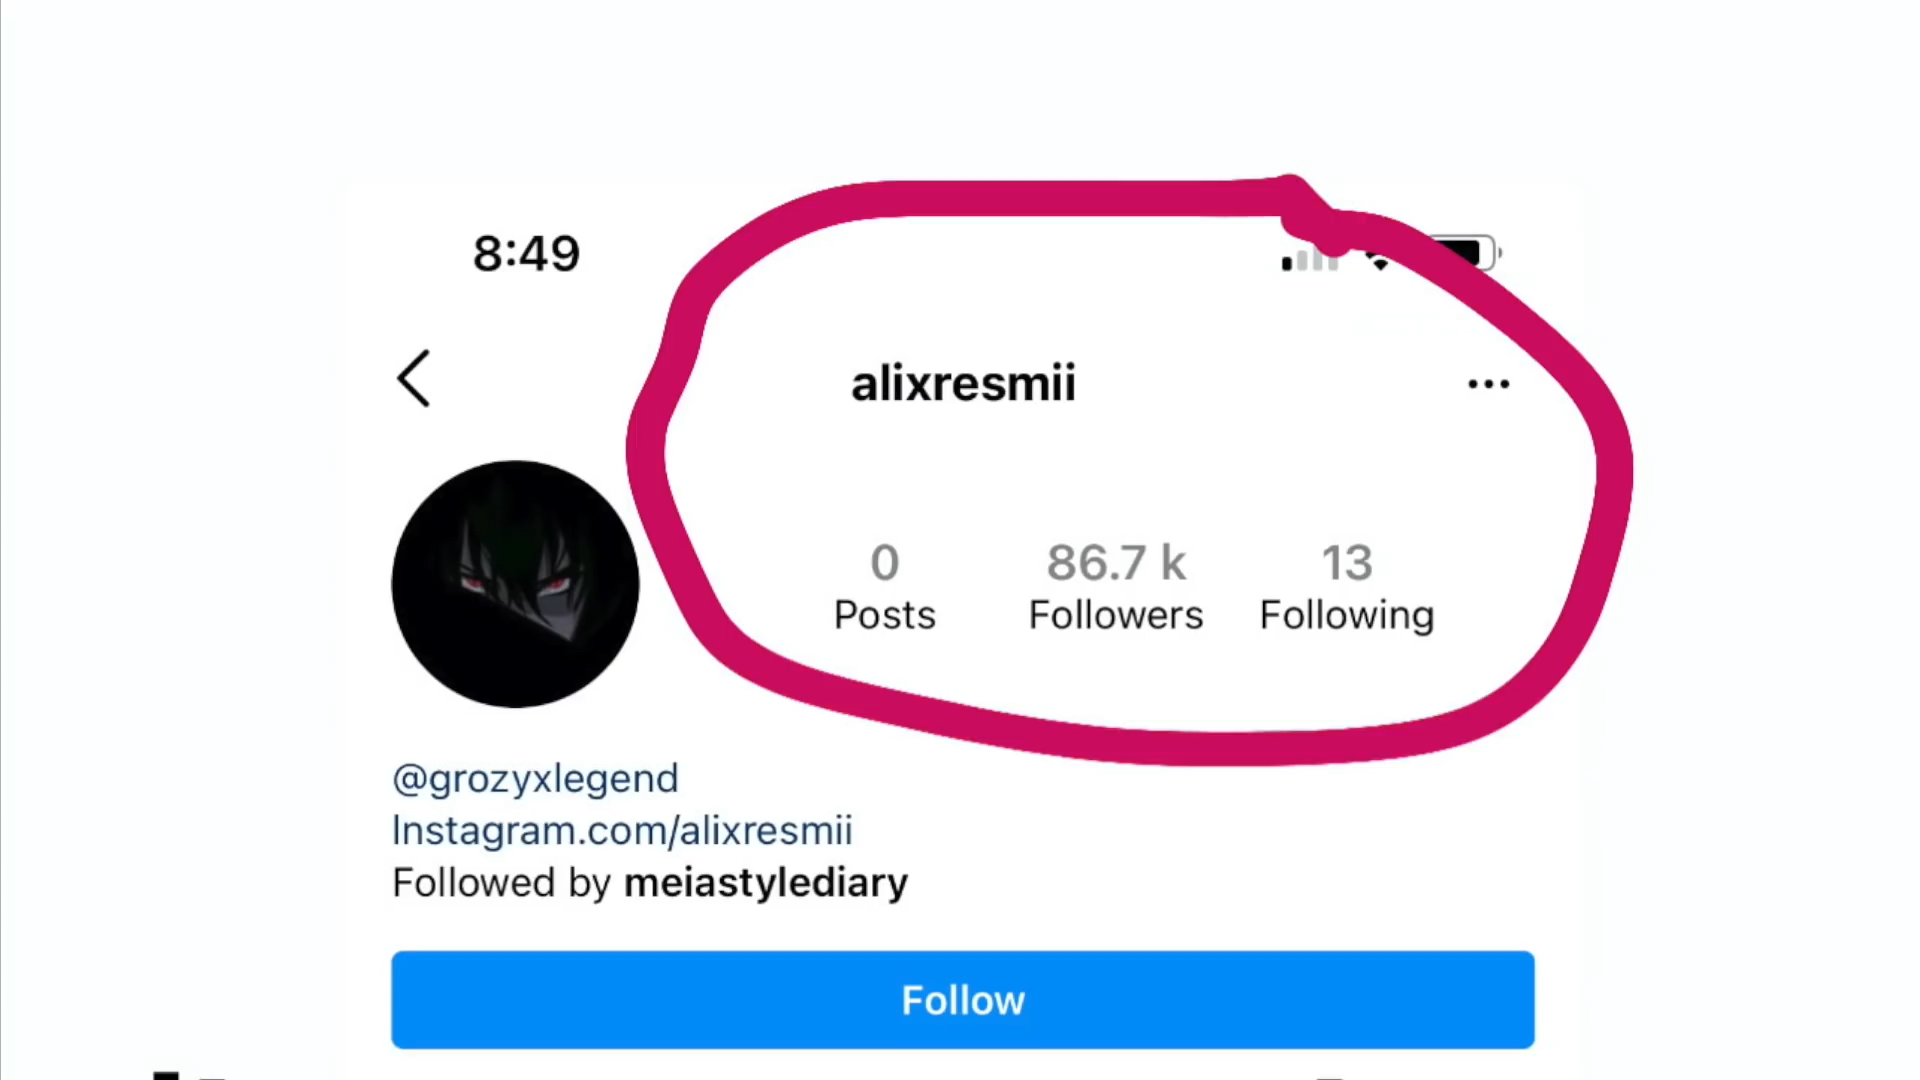 8:49
alixresmii
0 86.7 k 13
Posts Followers Following
@grozyxlegend
Instagram.com/alixresmii
Followed by meiastylediary
Follow